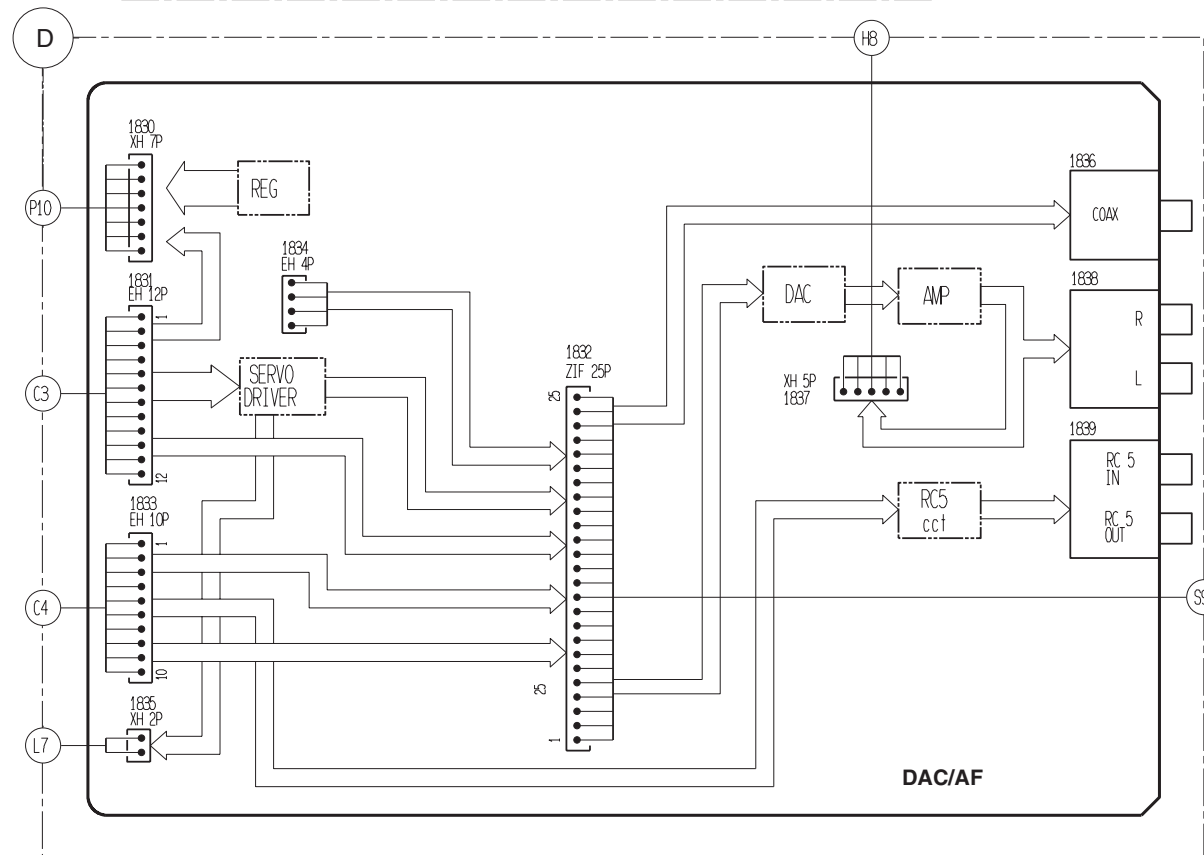 D
H8
1830
XH 7P
REG
P10
1836
COAX
1834
EH 4P
1831
EH 12P
1
DAC
AMP
1838
R
L
C3
SERVO
DRIVER
1832
ZIF 25P
25
XH 5P
1837
12
1839
RC 5
IN
RC 5
OUT
1833
EH 10P
1
RC5
cct
C4
10
25
1
1835
XH 2P
L7
DAC/AF